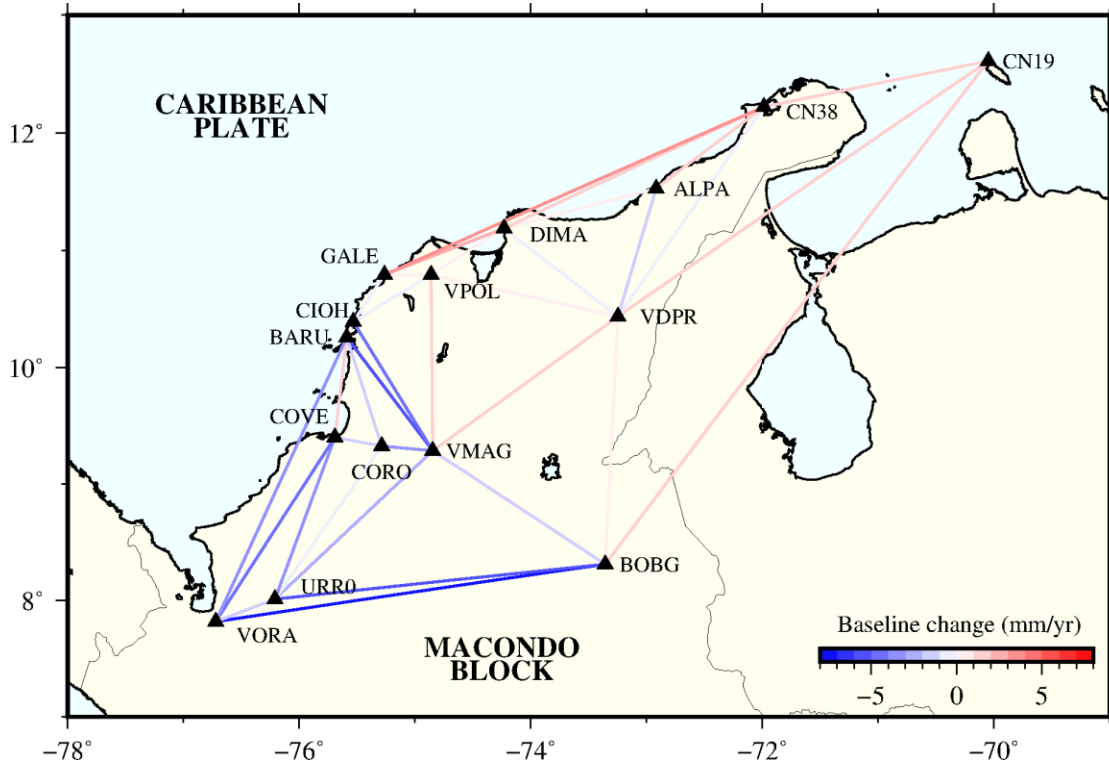 CN19
CARIBBEAN
PLATE
CN38
12°
ALPA
DIMA
GALE
VPOL
CIOH
VDPR
BARU
10°
COVE
VMAG
CORO
BOBG
URR0
8°
VORA
Baseline change (mm/yr)
MACONDO
BLOCK
−5 0 5
−78° −76° −74° −72° −70°